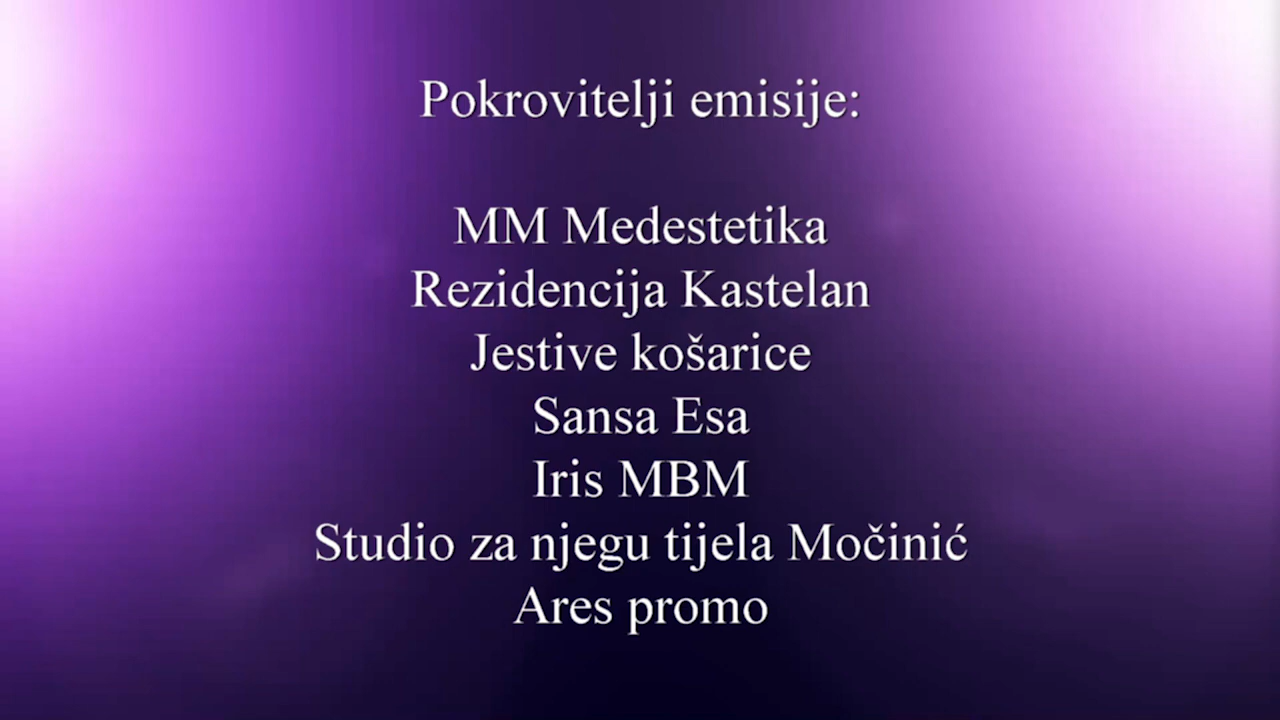 Pokrovitelji emisije:
MM Medestetika
Rezidencija Kastelan
Jestive košarice
Sansa Esa
Iris MBM
Studio za njegu tijela Močinić
Ares promo